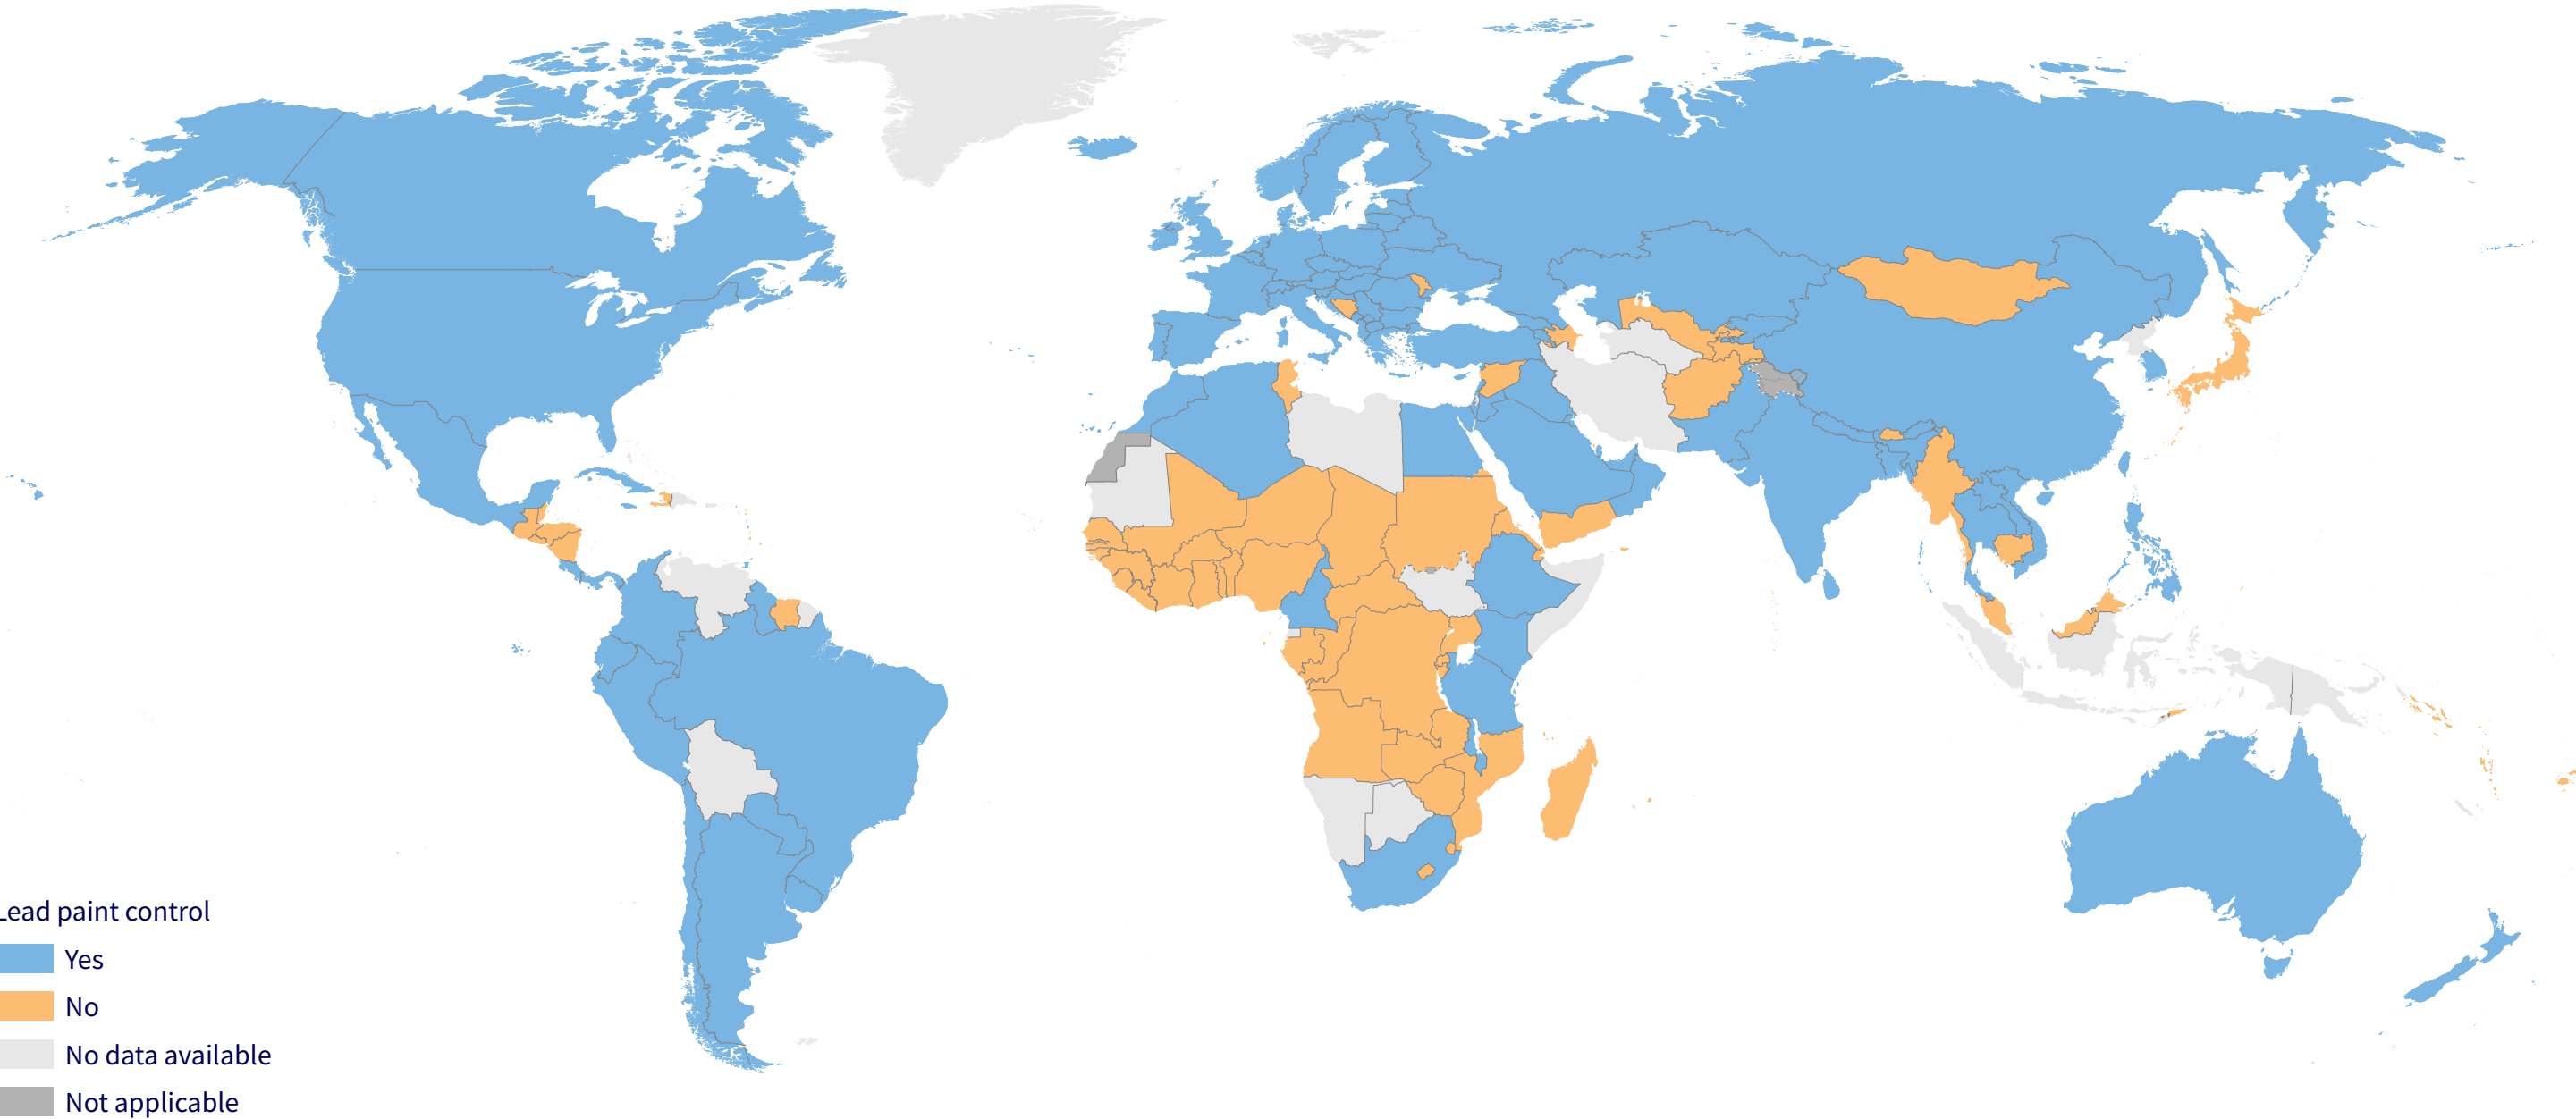 Lead paint control
Yes
No
No data available
Not applicable